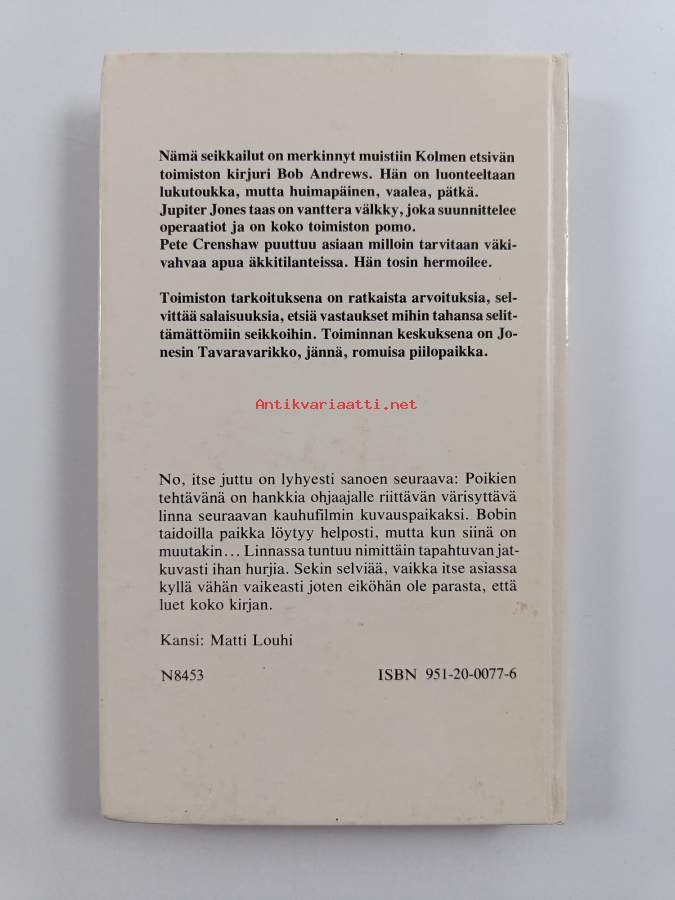 Nämä seikkailut on merkinnyt muistiin Kolmen etsivän
toimiston kirjuri Bob Andrews. Hän on luonteeltaan
lukutoukka, mutta huimapäinen, vaalea, pätkä.
Jupiter Jones taas on vanttera välkky, joka suunnittelee
operaatiot ja on koko toimiston pomo.
Pete Crenshaw puuttuu asiaan milloin tarvitaan väki-
vahvaa apua äkkitilanteissa. Hän tosin hermoilee.
Toimiston tarkoituksena on ratkaista arvoituksia, sel-
vittää salaisuuksia, etsiä vastaukset mihin tahansa selit-
tämättömiin seikkoihin. Toiminnan keskuksena on Jo-
nesin Tavaravarikko, jännä, romuisa piilopaikka.
Antikvariaatti.net
No, itse juttu on lyhyesti sanoen seuraava: Poikien
tehtävänä on hankkia ohjaajalle riittävän värisyttävä
linna seuraavan kauhufilmin kuvauspaikaksi. Bobin
taidoilla paikka löytyy helposti, mutta kun siinä on
muutakin... Linnassa tuntuu nimittäin tapahtuvan jat-
kuvasti ihan hurjia. Sekin selviää, vaikka itse asiassa
kyllä vähän vaikeasti joten eiköhän ole parasta, että
luet koko kirjan.
Kansi: Matti Louhi
N8453 ISBN 951-20-0077-6